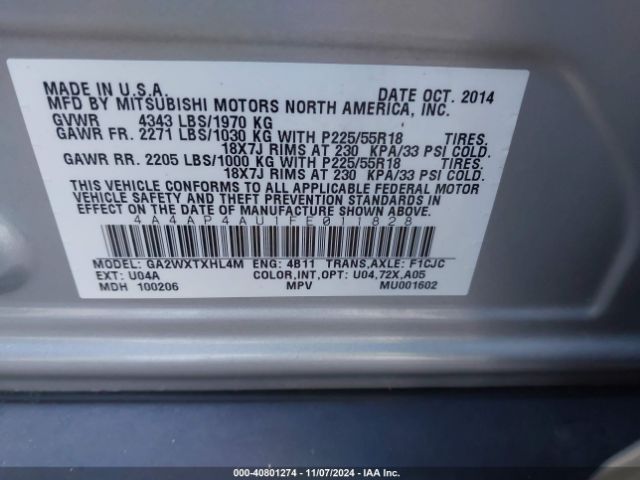 MADE IN U.S.A. DATE OCT. 2014
MFD BY MITSUBISHI MOTORS NORTH AMERICA, INC.
GVWR 4343 LBS/1970 KG
GAWR FR. 2271 LBS/1030 KG WITH P225/55R18 TIRES,
18X7J RIMS AT 230 KPA/33 PSI COLD.
GAWR RR. 2205 LBS/1000 KG WITH P225/55R18 TIRES,
18X7J RIMS AT 230 KPA/33 PSI COLD.
THIS VEHICLE CONFORMS TO ALL APPLICABLE FEDERAL MOTOR
VEHICLE SAFETY AND THEFT PREVENTION STANDARDS IN
EFFECT ON THE DATE OF MANUFACTURE SHOWN ABOVE.
4A4AP4AU1FE011828
MODEL: GA2WXTXHL4M ENG: 4B11 TRANS,AXLE: F1CJC
EXT: U04A COLOR,INT,OPT: U04,72X,A05
MDH 100206 MPV MU001602
000-40801274 | 11/07/2024 | IAA Inc.